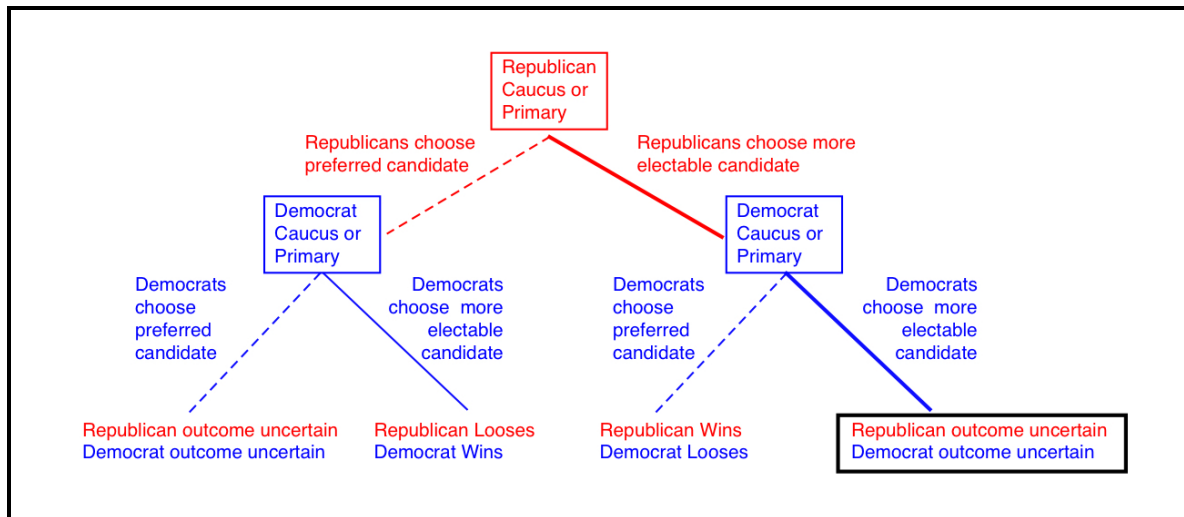 Republican
Caucus or
Primary
Republicans choose
preferred candidate
Republicans choose more
electable candidate
Democrat
Caucus or
Primary
Democrat
Caucus or
Primary
Democrats
choose
preferred
candidate
Democrats
choose more
electable
candidate
Democrats
choose
preferred
candidate
Democrats
choose more
electable
candidate
Republican outcome uncertain
Democrat outcome uncertain
Republican Looses
Democrat Wins
Republican Wins
Democrat Looses
Republican outcome uncertain
Democrat outcome uncertain